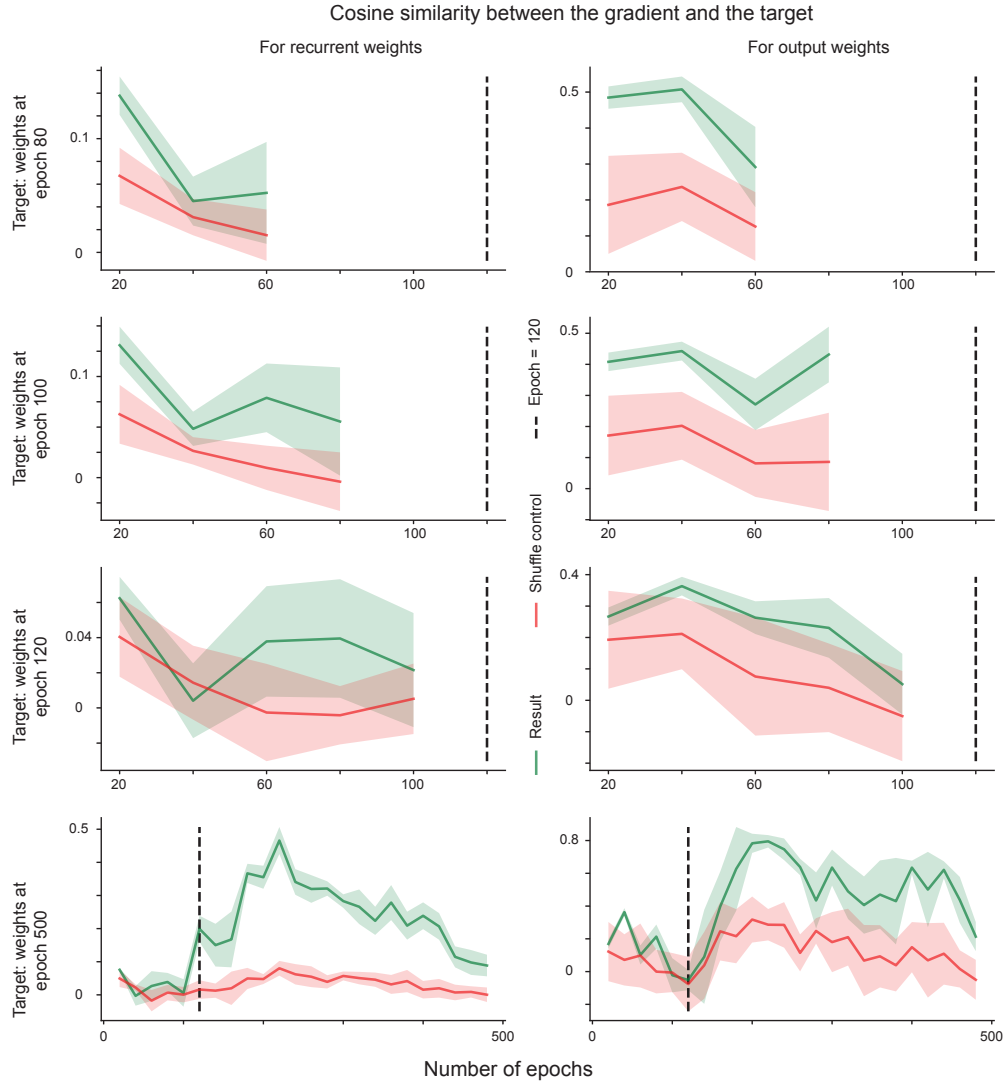 Cosine similarity between the gradient and the target
For recurrent weights
For output weights
Target: weights at
epoch 80
0.1
0
20
60
100
0.5
0
20
60
100
Target: weights at
epoch 100
0.1
0
20
60
100
0.5
0
20
60
100
Result
Shuffle control
Epoch = 120
Target: weights at
epoch 120
0.04
0
20
60
100
0.4
0
20
60
100
Target: weights at
epoch 500
0.5
0
0
500
0.8
0
0
500
Number of epochs